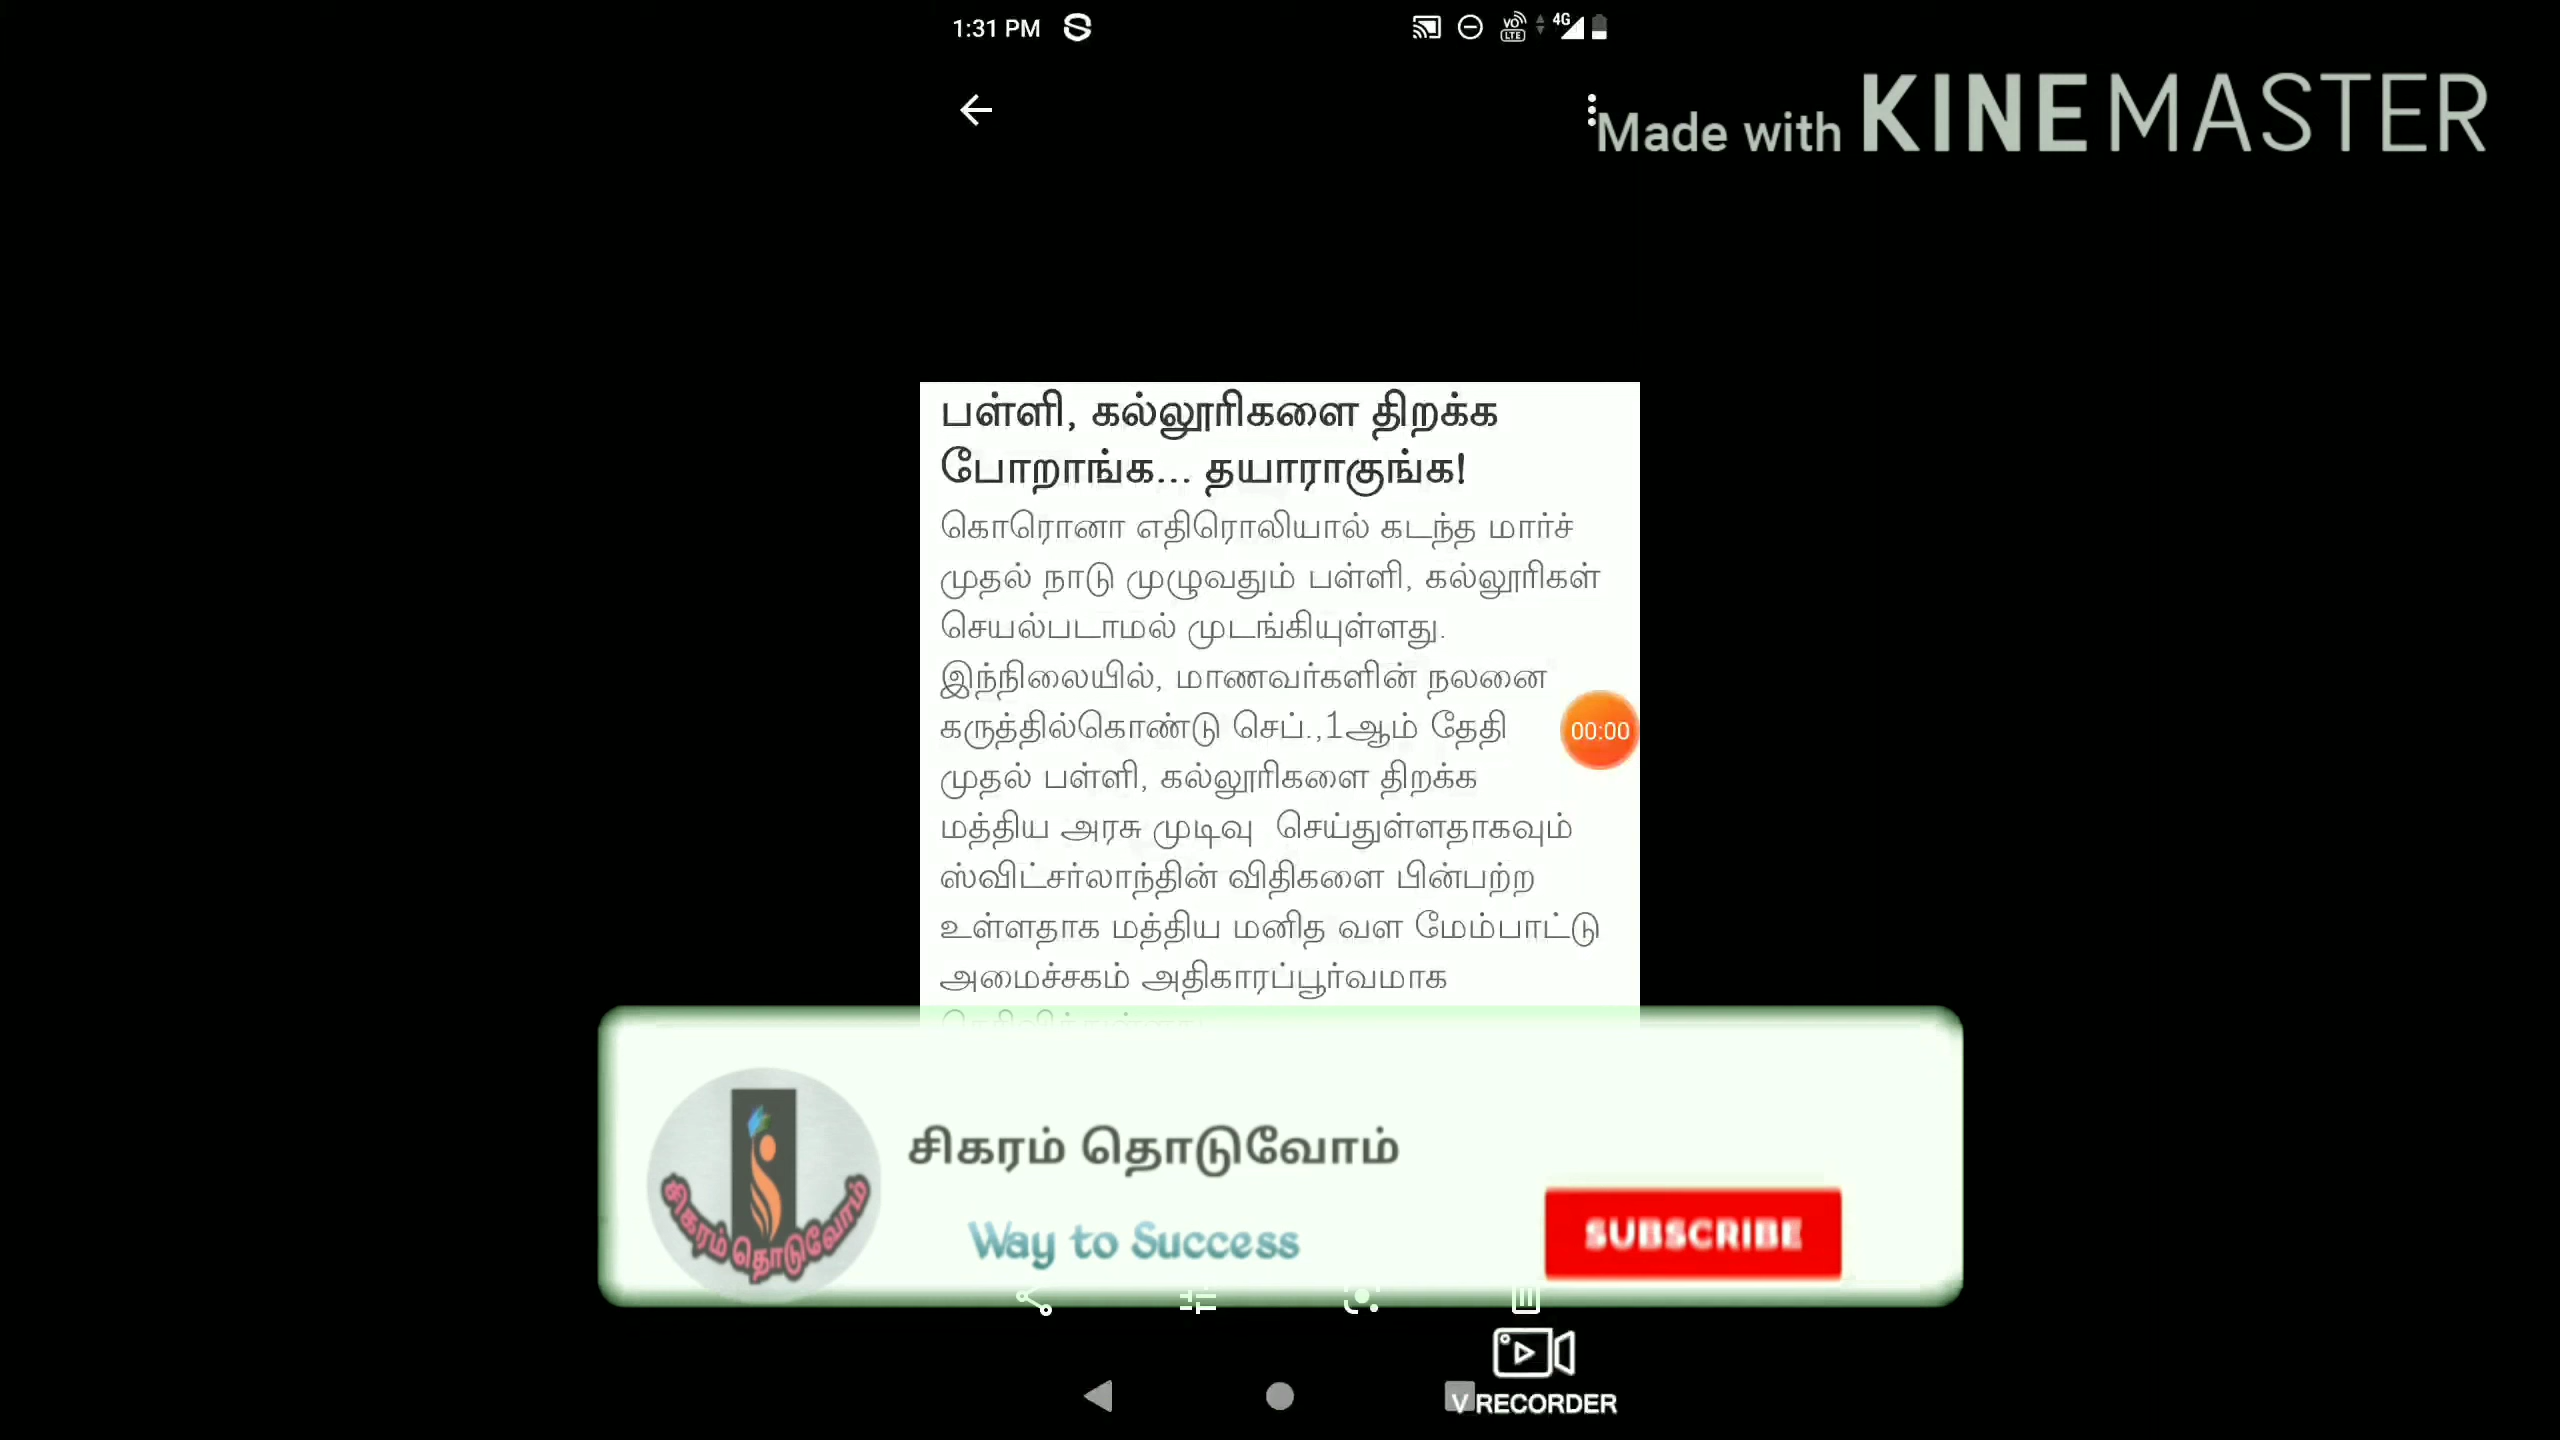 1:31 PM
VO LTE 4G
Made with KINEMASTER
பள்ளி, கல்லூரிகளை திறக்க
போறாங்க... தயாராகுங்க!
கொரொனா எதிரொலியால் கடந்த மார்ச்
முதல் நாடு முழுவதும் பள்ளி, கல்லூரிகள்
செயல்படாமல் முடங்கியுள்ளது.
இந்நிலையில், மாணவர்களின் நலனை
கருத்தில்கொண்டு செப்.,1ஆம் தேதி
00:00
முதல் பள்ளி, கல்லூரிகளை திறக்க
மத்திய அரசு முடிவு செய்துள்ளதாகவும்
ஸ்விட்சர்லாந்தின் விதிகளை பின்பற்ற
உள்ளதாக மத்திய மனித வள மேம்பாட்டு
அமைச்சகம் அதிகாரப்பூர்வமாக
சிகரம் தொடுவோம்
சிகரம் தொடுவோம்
Way to Success
SUBSCRIBE
V RECORDER